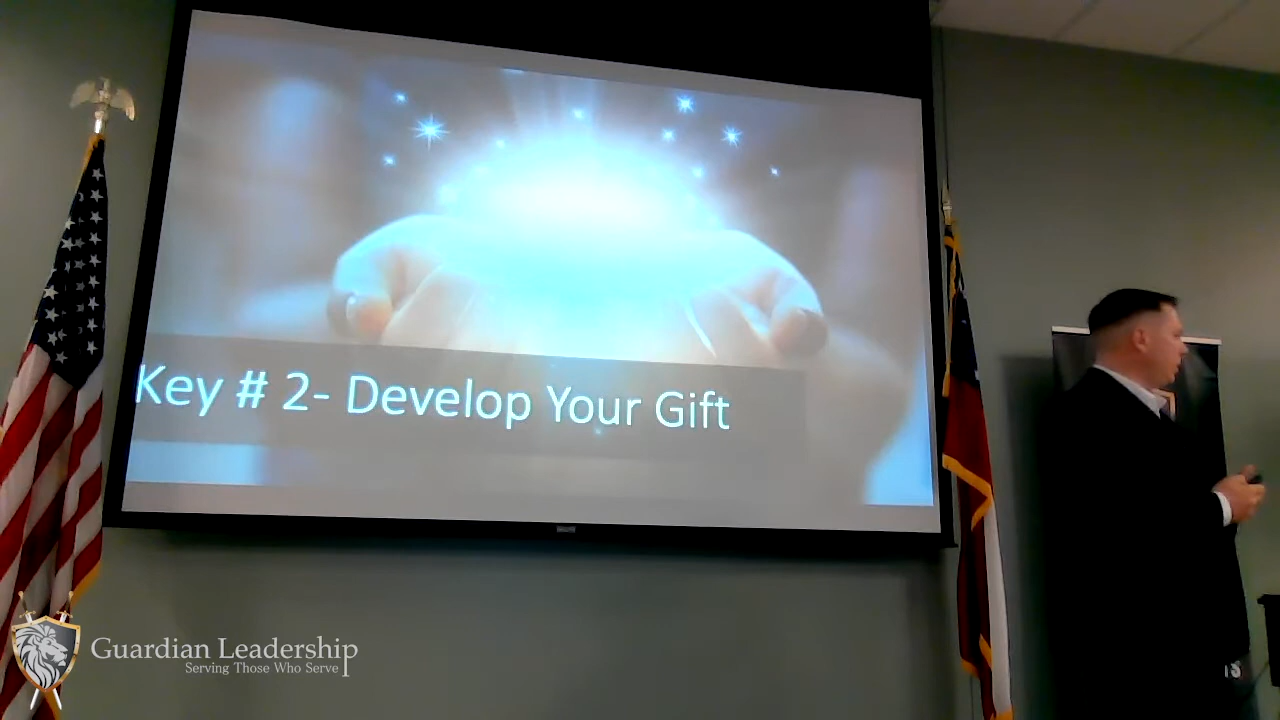 Key # 2- Develop Your Gift
Guardian Leadership
Serving Those Who Serve